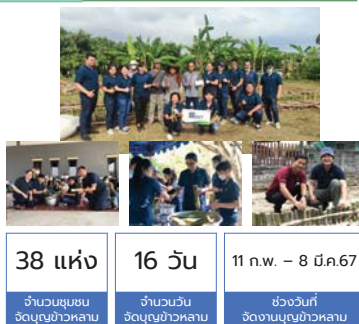 38 แห่ง
จำนวนชุมชน
จัดบุญข้าวหลาม
16 วัน
จำนวนวัน
จัดบุญข้าวหลาม
11 ก.พ. – 8 มี.ค.67
ช่วงวันที่
จัดงานบุญข้าวหลาม